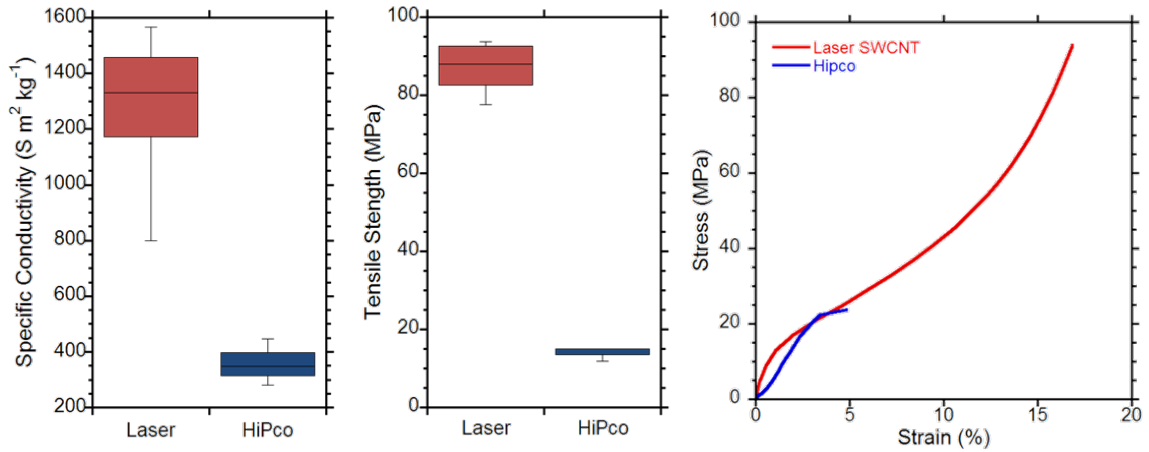 Specific Conductivity (S m² kg⁻¹)
1600
1400
1200
1000
800
600
400
200
Laser HiPco
Tensile Stength (MPa)
100
80
60
40
20
0
Laser HiPco
Stress (MPa)
100
80
60
40
20
0
Laser SWCNT
Hipco
0 5 10 15 20
Strain (%)